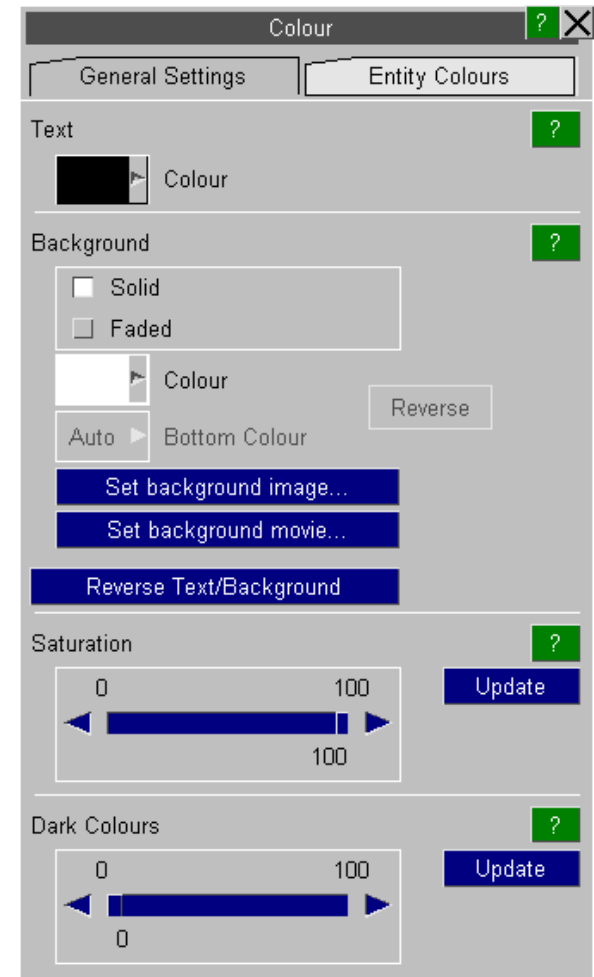 Colour ?
General Settings Entity Colours
Text ?
Colour
Background ?
Solid
Faded
Colour
Reverse
Auto Bottom Colour
Set background image...
Set background movie...
Reverse Text/Background
Saturation ?
0 100 Update
100
Dark Colours ?
0 100 Update
0